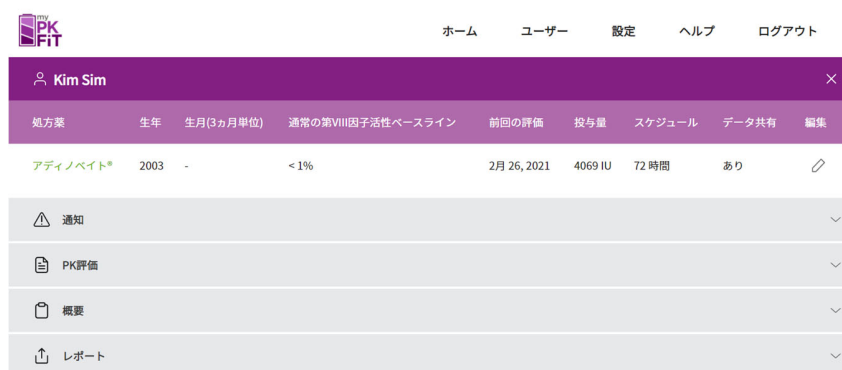 my
PK
FiT
ホーム ユーザー 設定 ヘルプ ログアウト
Kim Sim
処方薬 生年 生月(3ヵ月単位) 通常の第VIII因子活性ベースライン 前回の評価 投与量 スケジュール データ共有 編集
アディノベイト® 2003 - < 1% 2月 26, 2021 4069 IU 72 時間 あり
通知
PK評価
概要
レポート